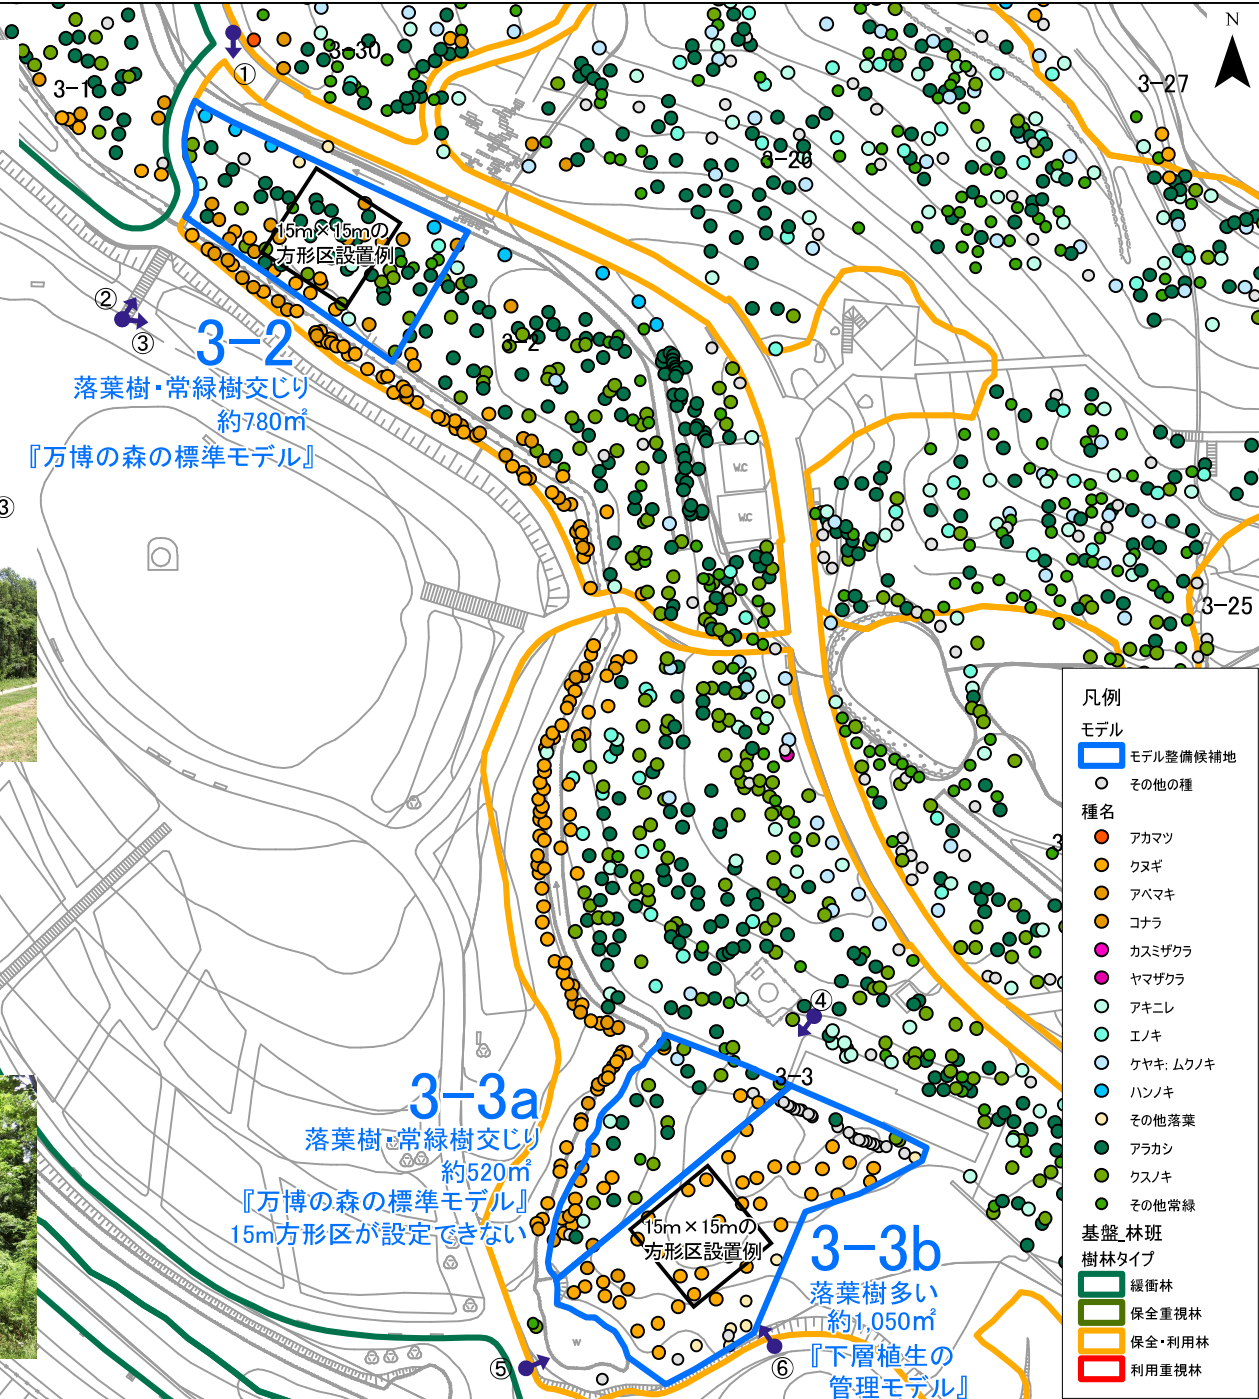 N
3-1
①
3-30
3-27
3-26
15m×15mの
方形区設置例
②
③
3-2
落葉樹・常緑樹交じり
約780㎡
『万博の森の標準モデル』
3-2
③
W.C
W.C
3-25
3
④
3-3
3-3a
落葉樹・常緑樹交じり
約520㎡
『万博の森の標準モデル』
15m方形区が設定できない
15m×15mの
方形区設置例
3-3b
落葉樹多い
約1,050㎡
『下層植生の
管理モデル』
W
⑤
⑥
凡例
モデル
モデル整備候補地
その他の種
種名
アカマツ
クヌギ
アベマキ
コナラ
カスミザクラ
ヤマザクラ
アキニレ
エノキ
ケヤキ; ムクノキ
ハンノキ
その他落葉
アラカシ
クスノキ
その他常緑
基盤_林班
樹林タイプ
緩衝林
保全重視林
保全・利用林
利用重視林